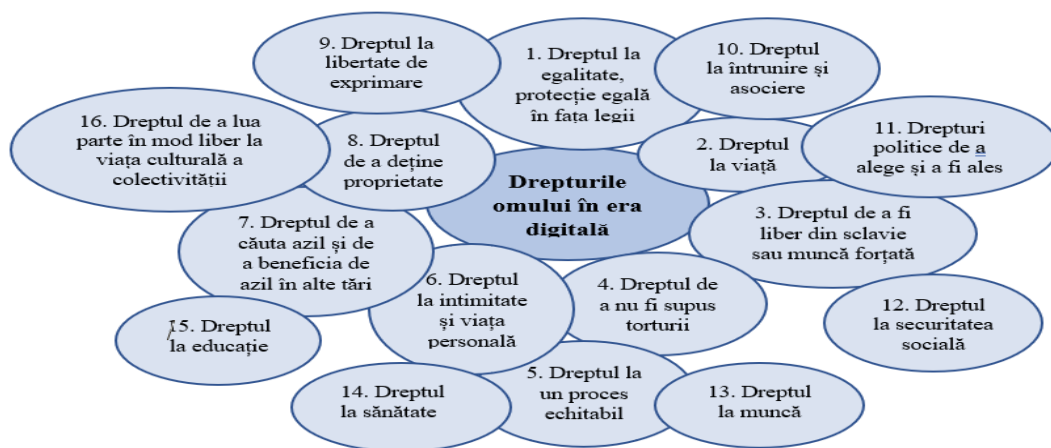 9. Dreptul la
libertate de
exprimare
1. Dreptul la
egalitate,
protecție egală
în fața legii
10. Dreptul
la întrunire și
asociere
16. Dreptul de a lua
parte în mod liber la
viața culturală a
colectivității
8. Dreptul
de a deține
proprietate
2. Dreptul
la viață
11. Drepturi
politice de a
alege și a fi ales
Drepturile
omului în era
digitală
7. Dreptul de a
căuta azil și de
a beneficia de
azil în alte tări
3. Dreptul de a fi
liber din sclavie
sau muncă forțată
6. Dreptul
la intimitate
și viața
personală
4. Dreptul de
a nu fi supus
torturii
12. Dreptul
la securitatea
socială
15. Dreptul
la educație
5. Dreptul la
un proces
echitabil
14. Dreptul
la sănătate
13. Dreptul
la muncă